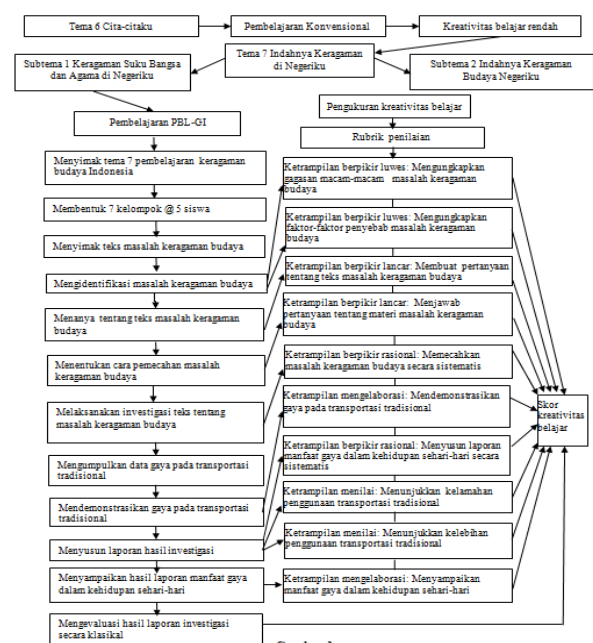 Tema 6 Cita-citaku
Pembelajaran Konvensional
Kreativitas belajar rendah
Tema 7 Indahnya Keragaman
di Negeriku
Subtema 1 Keragaman Suku Bangsa
dan Agama di Negeriku
Subtema 2 Indahnya Keragaman
Budaya Negeriku
Pembelajaran PBL-GI
Pengukuran kreativitas belajar
Rubrik penilaian
Menyimak tema 7 pembelajaran keragaman
budaya Indonesia
Membentuk 7 kelompok @ 5 siswa
Menyimak teks masalah keragaman budaya
Mengidentifikasi masalah keragaman budaya
Menanya tentang teks masalah keragaman
budaya
Menentukan cara pemecahan masalah
keragaman budaya
Melaksanakan investigasi teks tentang
masalah keragaman budaya
Mengumpulkan data gaya pada transportasi
tradisional
Mendemonstrasikan gaya pada transportasi
tradisional
Menyusun laporan hasil investigasi
Menyampaikan hasil laporan manfaat gaya
dalam kehidupan sehari-hari
Mengevaluasi hasil laporan investigasi
secara klasikal
Ketrampilan berpikir luwes: Mengungkapkan
gagasan macam-macam masalah keragaman
budaya
Ketrampilan berpikir luwes: Mengungkapkan
faktor-faktor penyebab masalah keragaman
budaya
Ketrampilan berpikir lancar: Membuat pertanyaan
tentang teks masalah keragaman budaya
Ketrampilan berpikir lancar: Menjawab
pertanyaan tentang materi masalah keragaman
budaya
Ketrampilan berpikir rasional: Memecahkan
masalah keragaman budaya secara sistematis
Ketrampilan mengelaborasi: Mendemonstrasikan
gaya pada transportasi tradisional
Ketrampilan berpikir rasional: Menyusun laporan
manfaat gaya dalam kehidupan sehari-hari secara
sistematis
Ketrampilan menilai: Menunjukkan kelamahan
penggunaan transportasi tradisional
Ketrampilan menilai: Menunjukkan kelebihan
penggunaan transportasi tradisional
Ketrampilan mengelaborasi: Menyampaikan
manfaat gaya dalam kehidupan sehari-hari
Skor
kreativitas
belajar